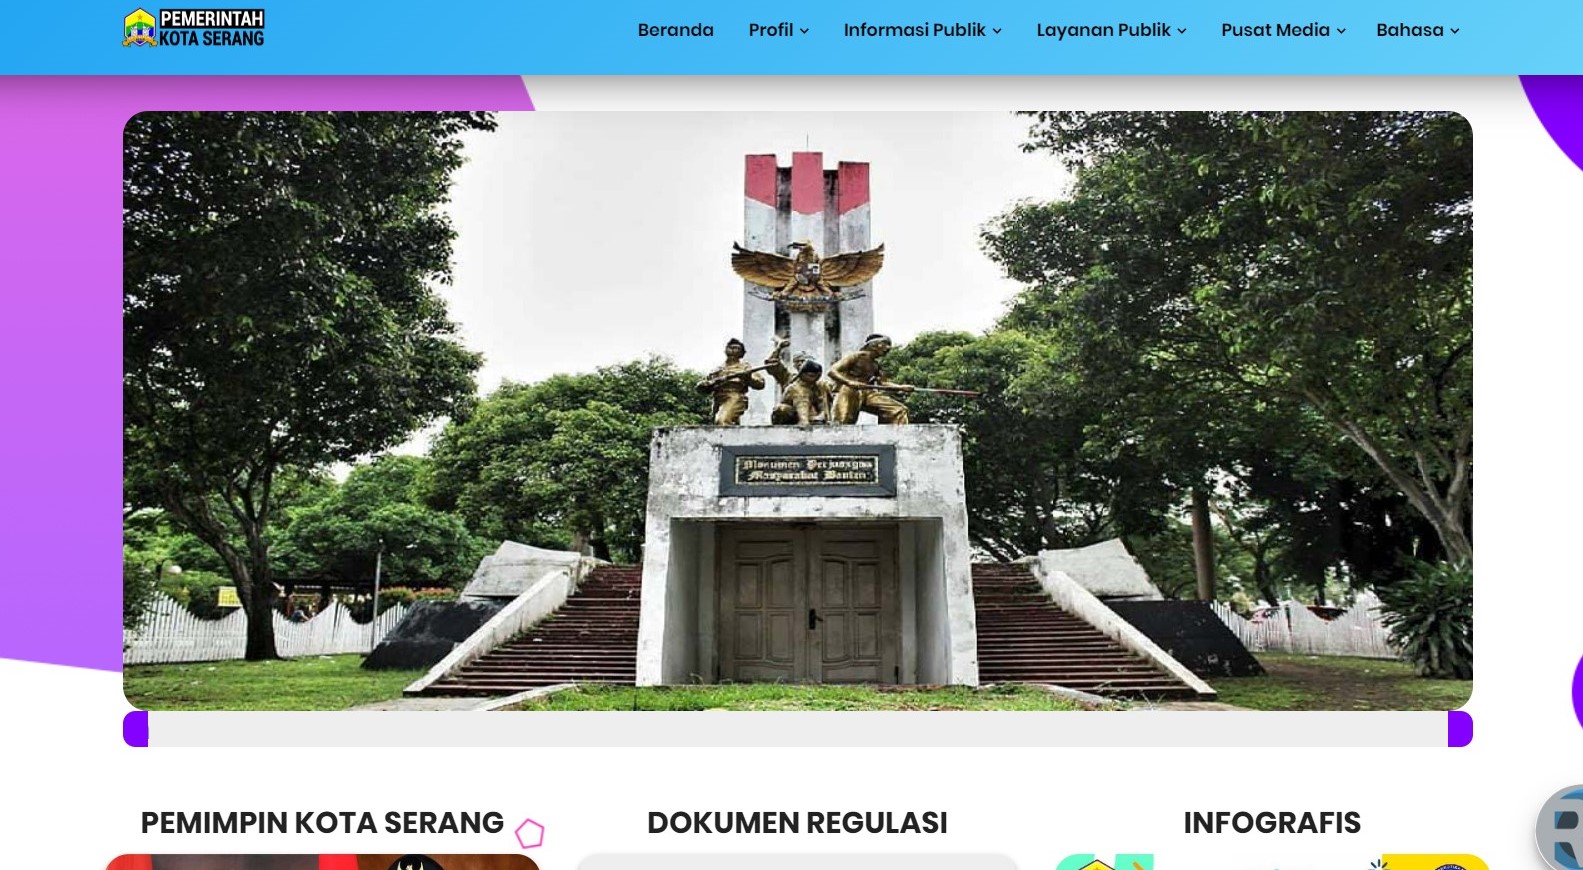 PEMERINTAH
KOTA SERANG
Beranda
Profil
Informasi Publik
Layanan Publik
Pusat Media
Bahasa
Monumen Perjuangan
Masyarakat Banten
PEMIMPIN KOTA SERANG
DOKUMEN REGULASI
INFOGRAFIS